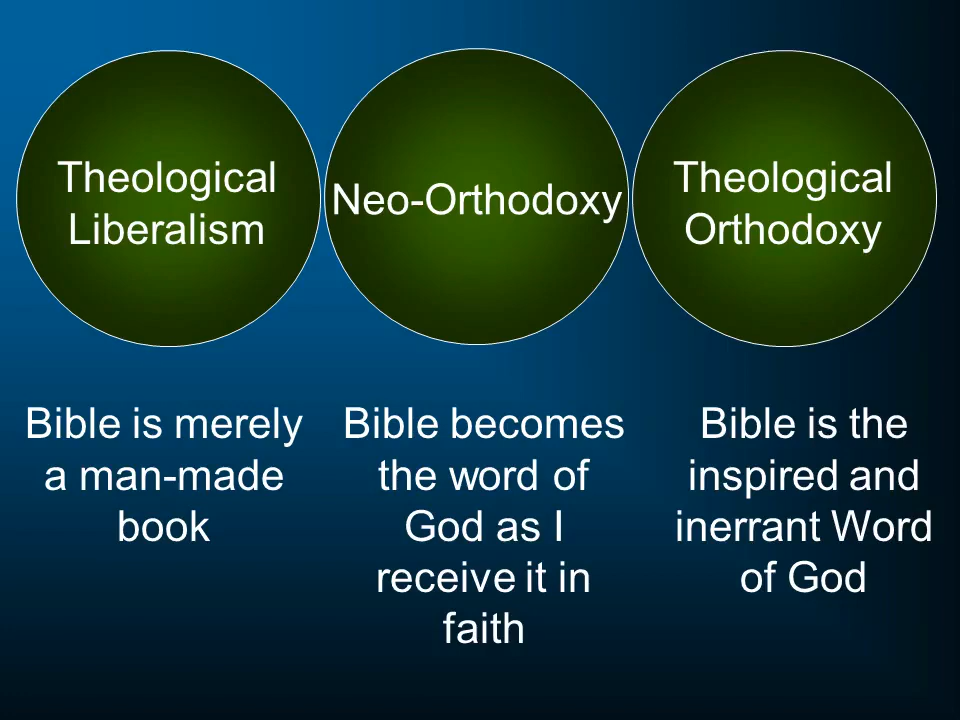 Theological
Liberalism
Neo-Orthodoxy
Theological
Orthodoxy
Bible is merely
a man-made
book
Bible becomes
the word of
God as I
receive it in
faith
Bible is the
inspired and
inerrant Word
of God